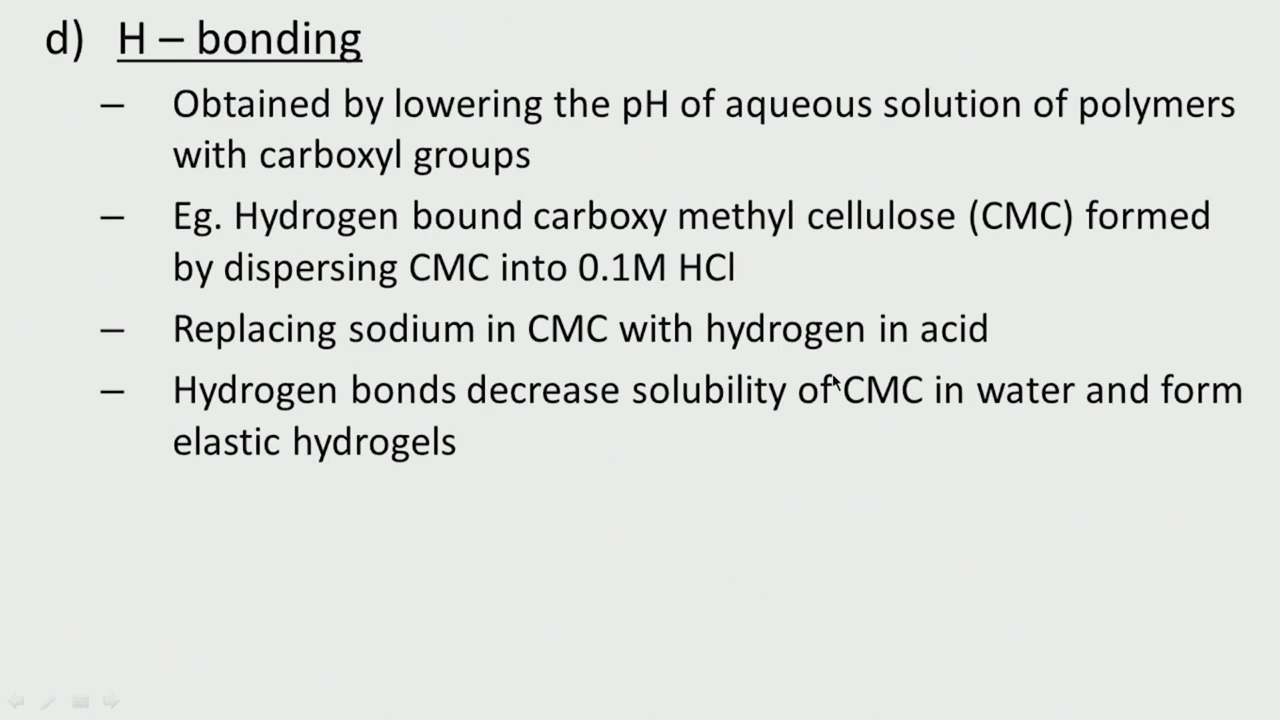 d) H – bonding
– Obtained by lowering the pH of aqueous solution of polymers
with carboxyl groups
– Eg. Hydrogen bound carboxy methyl cellulose (CMC) formed
by dispersing CMC into 0.1M HCl
– Replacing sodium in CMC with hydrogen in acid
– Hydrogen bonds decrease solubility of CMC in water and form
elastic hydrogels